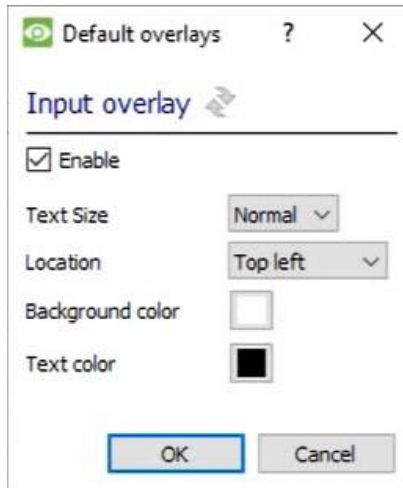 Default overlays ?
Input overlay
Enable
Text Size Normal
Location Top left
Background color
Text color
OK Cancel